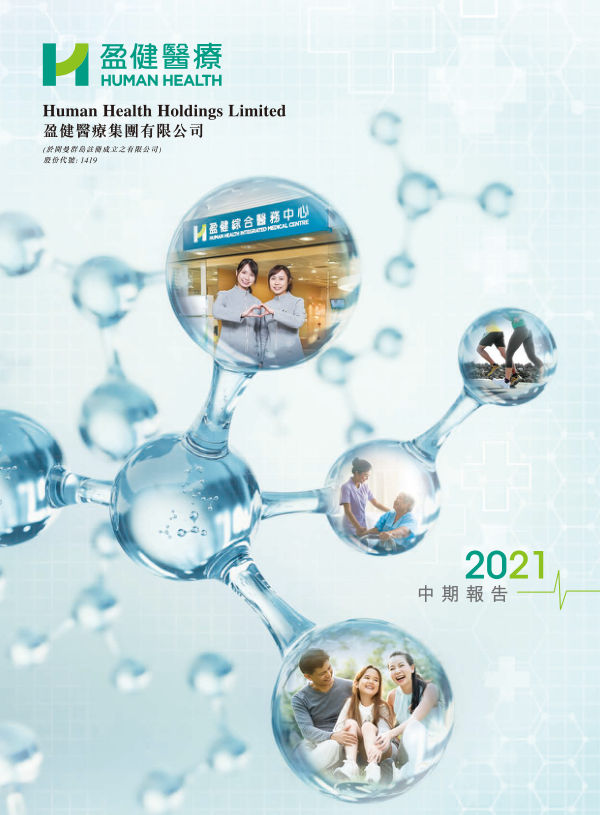 盈健醫療
HUMAN HEALTH
Human Health Holdings Limited
盈健醫療集團有限公司
(於開曼群島註冊成立之有限公司)
股份代號: 1419
盈健綜合醫務中心
HUMAN HEALTH INTEGRATED MEDICAL CENTRE
2021
中期報告